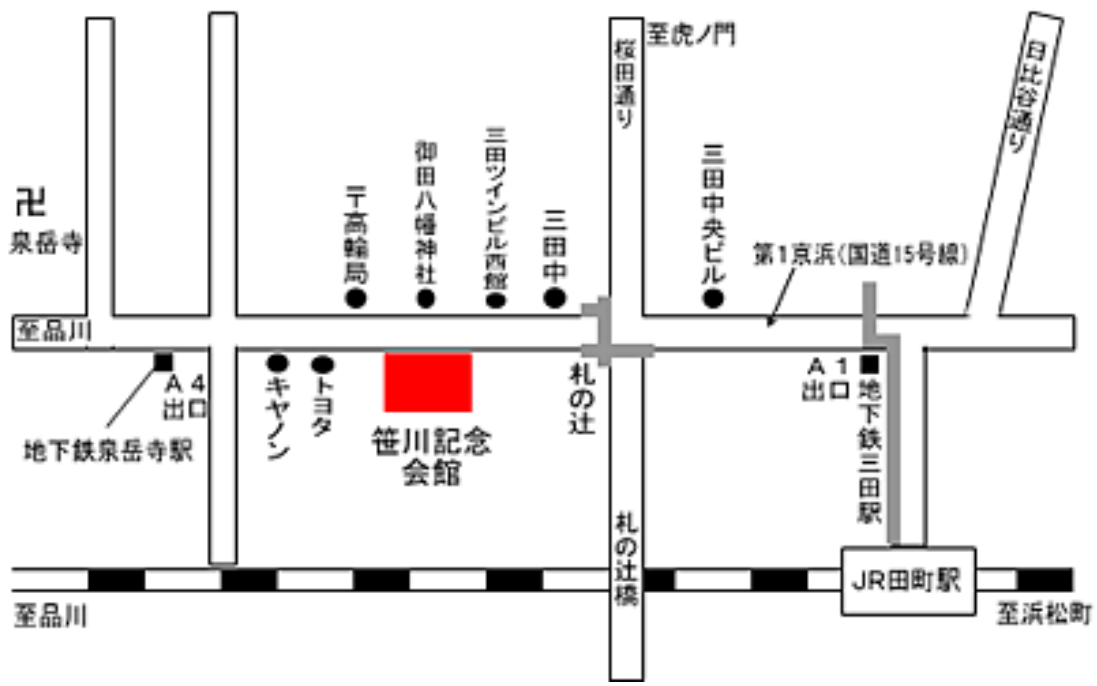 至虎ノ門
桜田通り
日比谷通り
卍
泉岳寺
〒高輪局
御田八幡神社
三田ツインビル西館
三田中
三田中央ビル
第1京浜(国道15号線)
至品川
A4
出口
地下鉄泉岳寺駅
キヤノン
トヨタ
笹川記念
会館
札の辻
A1
出口
地下鉄三田駅
札の辻橋
JR田町駅
至品川
至浜松町